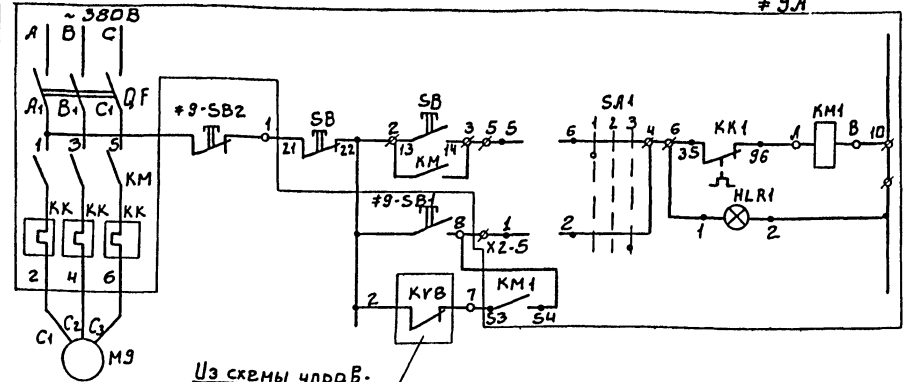 ≠ 9A
~380В
A B C
A1 B1 C1 QF
1 3 5 KM
KK KK KK
2 4 6
C1 C2 C3
M9
≠9-SB2
1
21 SB 22
2 13 SB 14 3 5 5
KM
6 SA1 4 6
1 2 3
35 KK1 96 A KM1 B 10
1 HLR1 2
≠9-SB1
8 1
X2-5
2
2 KVB 7 KM1
53 54
Из схемы управ.